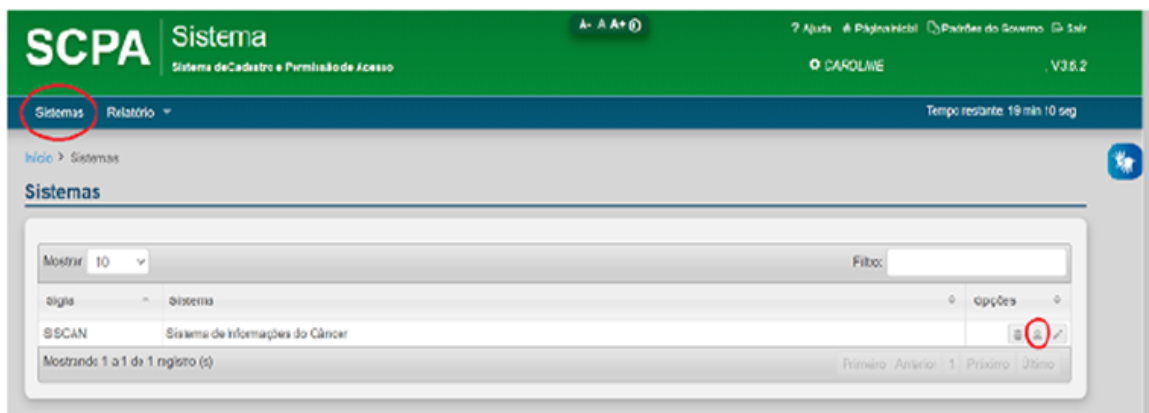 SCPA
Sistema
Sistema de Cadastro e Permissão de Acesso
A- A A+
? Ajuda Página Inicial Padrões do Governo Sair
CAROLINE
, V3.6.2
Sistemas Relatório
Tempo restante: 19 min 10 seg
Início > Sistemas
Sistemas
Mostrar 10
Filtro:
Sigla Sistema Opções
SISCAN Sistema de Informações do Câncer
Mostrando 1 a 1 de 1 registro (s)
Primeiro Anterior 1 Próximo Último